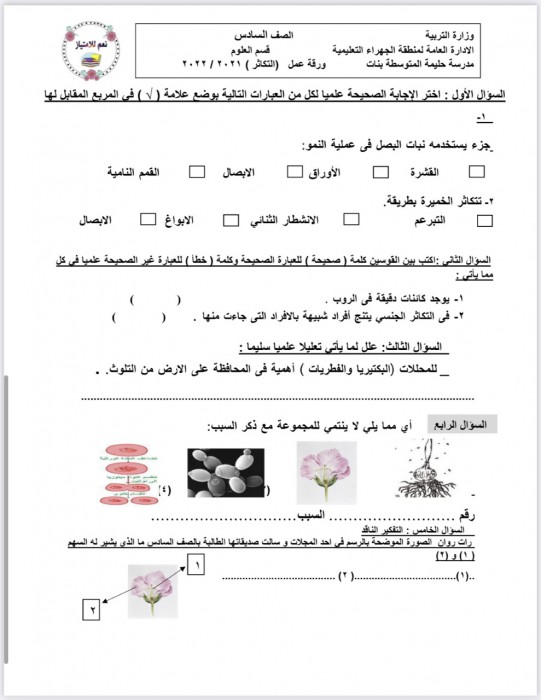 وزارة التربية
الصف السادس
الادارة العامة لمنطقة الجهراء التعليمية
قسم العلوم
مدرسة حليمة المتوسطة بنات
ورقة عمل (التكاثر) ٢٠٢١ / ٢٠٢٢
نعم للامتياز
السؤال الأول : اختر الإجابة الصحيحة علميا لكل من العبارات التالية بوضع علامة ( √ ) فى المربع المقابل لها
١-
جزء يستخدمه نبات البصل فى عملية النمو:
القشرة الأوراق الابصال القمم النامية
٢- تتكاثر الخميرة بطريقة.
التبرعم الانشطار الثنائي الابواغ الابصال
السؤال الثانى :اكتب بين القوسين كلمة ( صحيحة ) للعبارة الصحيحة وكلمة ( خطأ ) للعبارة غير الصحيحة علميا في كل
مما يأتي :
١- يوجد كائنات دقيقة فى الروب . ( )
٢- فى التكاثر الجنسي يتنج أفراد شبيهة بالافراد التى جاءت منها . ( )
السؤال الثالث: علل لما يأتي تعليلا علميا سليما :
_ للمحللات (البكتيريا والفطريات ) أهمية فى المحافظة على الارض من التلوث. .
السؤال الرابع
أي مما يلي لا ينتمي للمجموعة مع ذكر السبب:
(٤
رقم ........................ السبب.............................
السؤال الخامس : التفكير الناقد
رات روان الصورة الموضحة بالرسم في احد المجلات و سالت صديقاتها الطالبة بالصف السادس ما الذي يشير له السهم
( ١) و (٢)
..(١)............................( ٢) ................................
١
٢